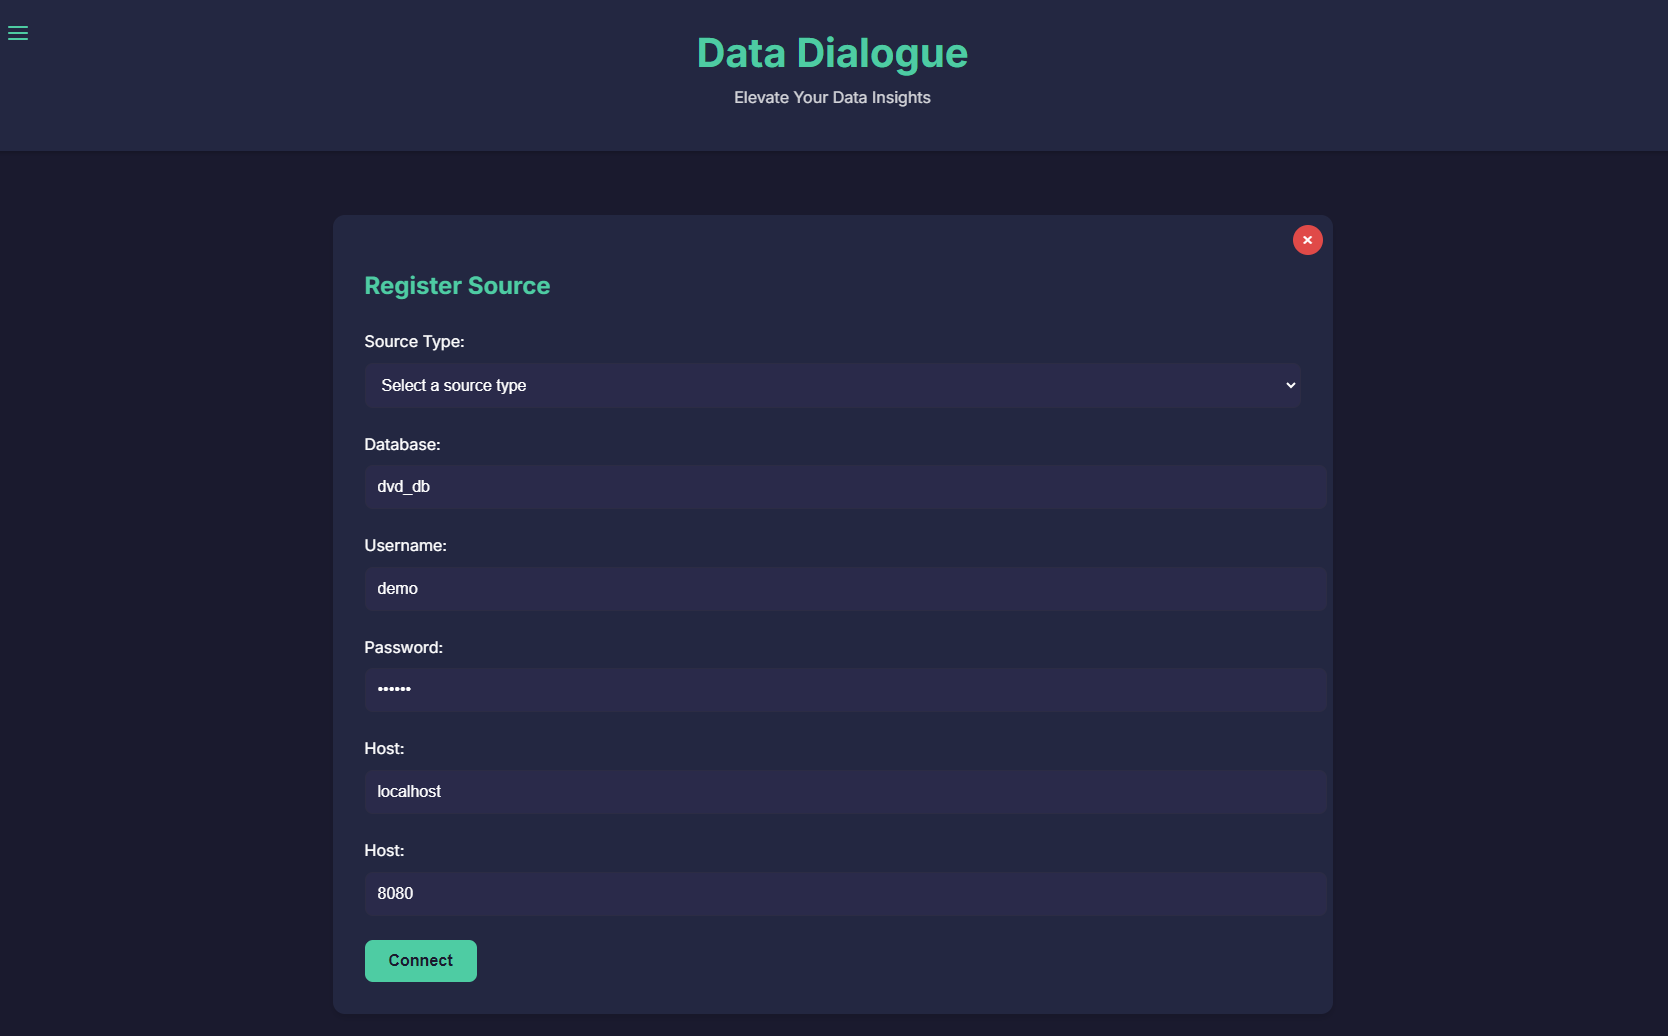 Data Dialogue
Elevate Your Data Insights
Register Source
Source Type:
Select a source type
Database:
dvd_db
Username:
demo
Password:
••••••
Host:
localhost
Host:
8080
Connect